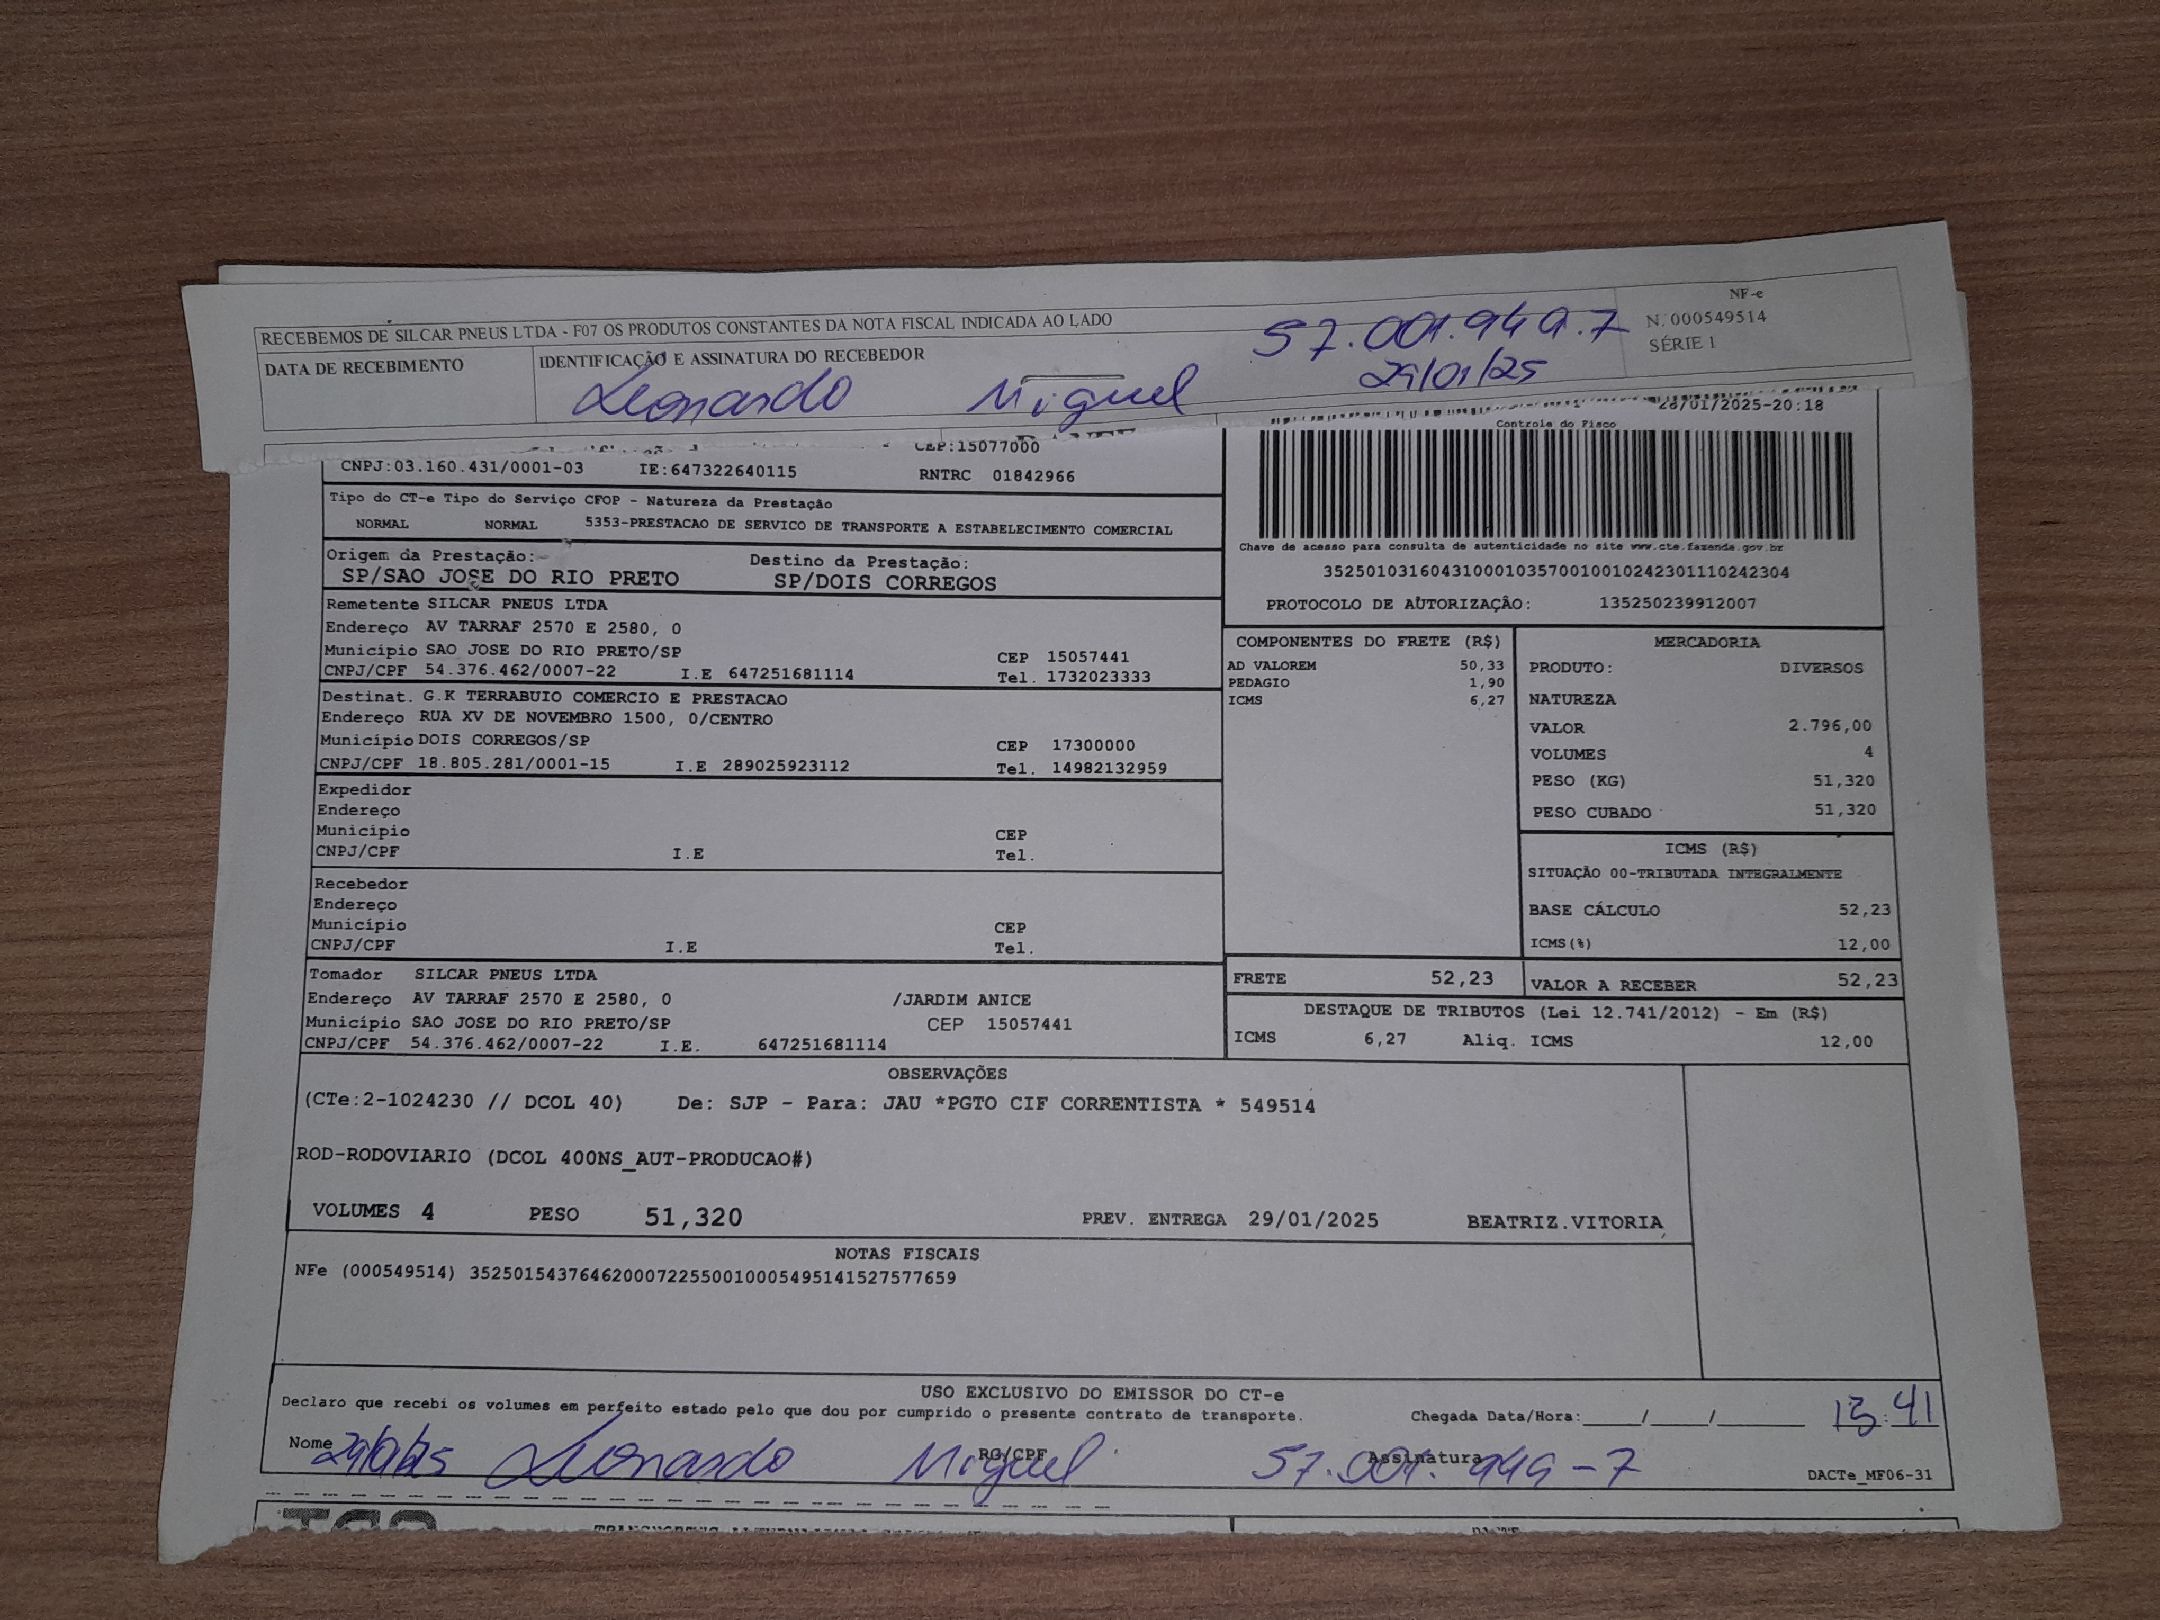 RECEBEMOS DE SILCAR PNEUS LTDA - F07 OS PRODUTOS CONSTANTES DA NOTA FISCAL INDICADA AO LADO
57.001.949.7
NF-e
N. 000549514
SÉRIE 1
DATA DE RECEBIMENTO
IDENTIFICAÇÃO E ASSINATURA DO RECEBEDOR
Leonardo Miguel
29/01/25
CEP:15077000
28/01/2025-20:18
Controle do Fisco
CNPJ:03.160.431/0001-03 IE:647322640115 RNTRC 01842966
Tipo do CT-e Tipo do Serviço CFOP - Natureza da Prestação
NORMAL NORMAL 5353-PRESTACAO DE SERVICO DE TRANSPORTE A ESTABELECIMENTO COMERCIAL
Chave de acesso para consulta de autenticidade no site www.cte.fazenda.gov.br
35250103160431000103570010010242301110242304
PROTOCOLO DE AUTORIZAÇÃO: 135250239912007
Origem da Prestação: Destino da Prestação:
SP/SAO JOSE DO RIO PRETO SP/DOIS CORREGOS
Remetente SILCAR PNEUS LTDA
Endereço AV TARRAF 2570 E 2580, 0
Município SAO JOSE DO RIO PRETO/SP CEP 15057441
CNPJ/CPF 54.376.462/0007-22 I.E 647251681114 Tel. 1732023333
Destinat. G.K TERRABUIO COMERCIO E PRESTACAO
Endereço RUA XV DE NOVEMBRO 1500, 0/CENTRO
Município DOIS CORREGOS/SP CEP 17300000
CNPJ/CPF 18.805.281/0001-15 I.E 289025923112 Tel. 14982132959
Expedidor
Endereço
Município CEP
CNPJ/CPF I.E Tel.
Recebedor
Endereço
Município CEP
CNPJ/CPF I.E Tel.
Tomador SILCAR PNEUS LTDA
Endereço AV TARRAF 2570 E 2580, 0 /JARDIM ANICE
Município SAO JOSE DO RIO PRETO/SP CEP 15057441
CNPJ/CPF 54.376.462/0007-22 I.E. 647251681114
COMPONENTES DO FRETE (R$)
AD VALOREM 50,33
PEDAGIO 1,90
ICMS 6,27
MERCADORIA
PRODUTO: DIVERSOS
NATUREZA
VALOR 2.796,00
VOLUMES 4
PESO (KG) 51,320
PESO CUBADO 51,320
ICMS (R$)
SITUAÇÃO 00-TRIBUTADA INTEGRALMENTE
BASE CÁLCULO 52,23
ICMS(%) 12,00
FRETE 52,23 VALOR A RECEBER 52,23
DESTAQUE DE TRIBUTOS (Lei 12.741/2012) - Em (R$)
ICMS 6,27 Aliq. ICMS 12,00
OBSERVAÇÕES
(CTe:2-1024230 // DCOL 40) De: SJP - Para: JAU *PGTO CIF CORRENTISTA * 549514
ROD-RODOVIARIO (DCOL 400NS_AUT-PRODUCAO#)
VOLUMES 4 PESO 51,320 PREV. ENTREGA 29/01/2025 BEATRIZ.VITORIA
NOTAS FISCAIS
NFe (000549514) 35250154376462000722550010005495141527577659
USO EXCLUSIVO DO EMISSOR DO CT-e
Declaro que recebi os volumes em perfeito estado pelo que dou por cumprido o presente contrato de transporte. Chegada Data/Hora:____/____/________ 13:41
Nome RG/CPF Assinatura
29/01/25 Leonardo Miguel 57.001.949-7
DACTe_MF06-31